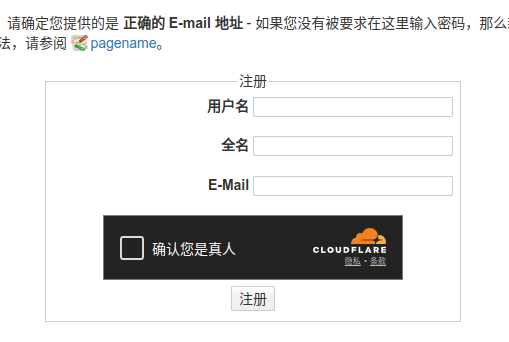 请确定您提供的是 正确的 E-mail 地址 - 如果您没有被要求在这里输入密码，那么
法，请参阅 pagename。
注册
用户名
全名
E-Mail
确认您是真人
CLOUDFLARE
隐私 • 条款
注册